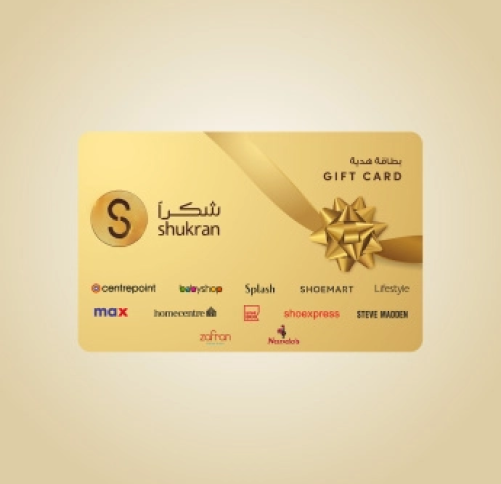 بطاقة هدية
GIFT CARD
شكراً
shukran
centrepoint babyshop Splash SHOEMART Lifestyle
max homecentre shoexpress STEVE MADDEN
zafran Nando's